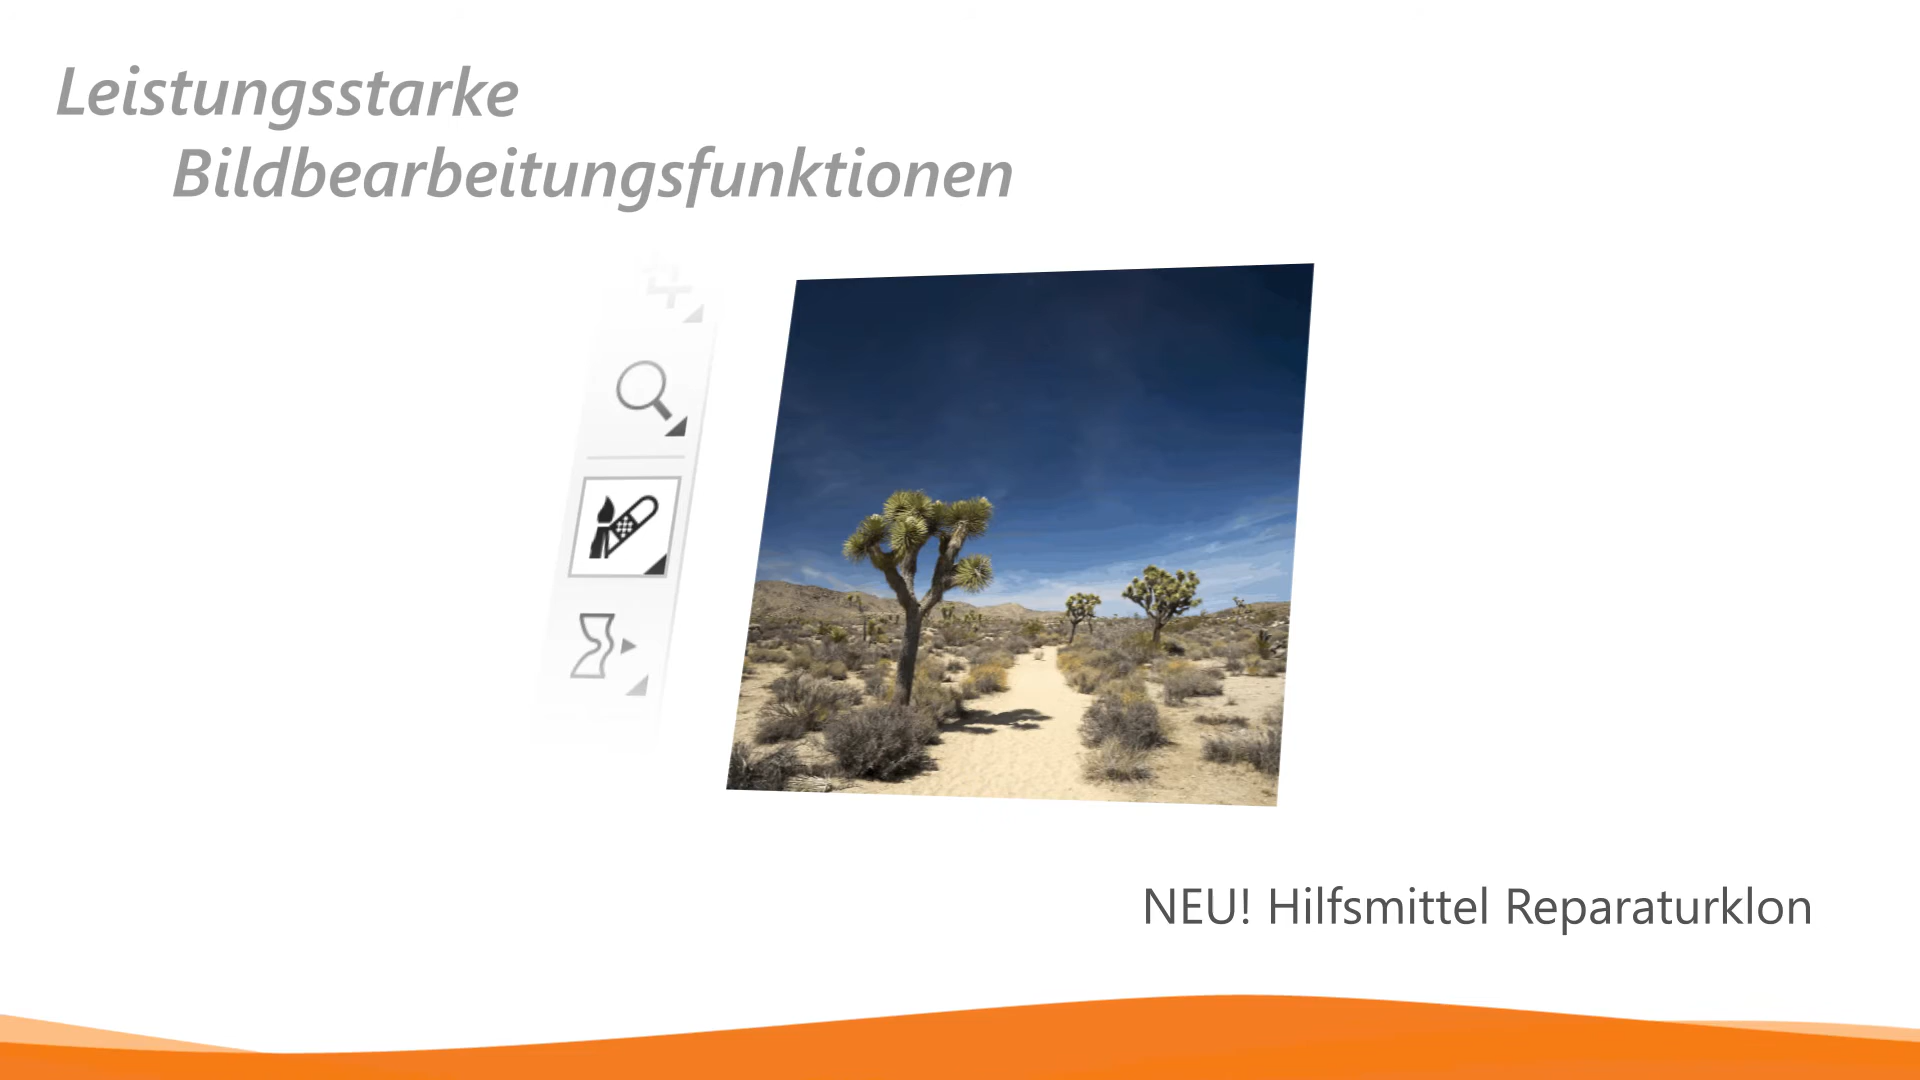 Leistungsstarke
Bildbearbeitungsfunktionen
NEU! Hilfsmittel Reparaturklon